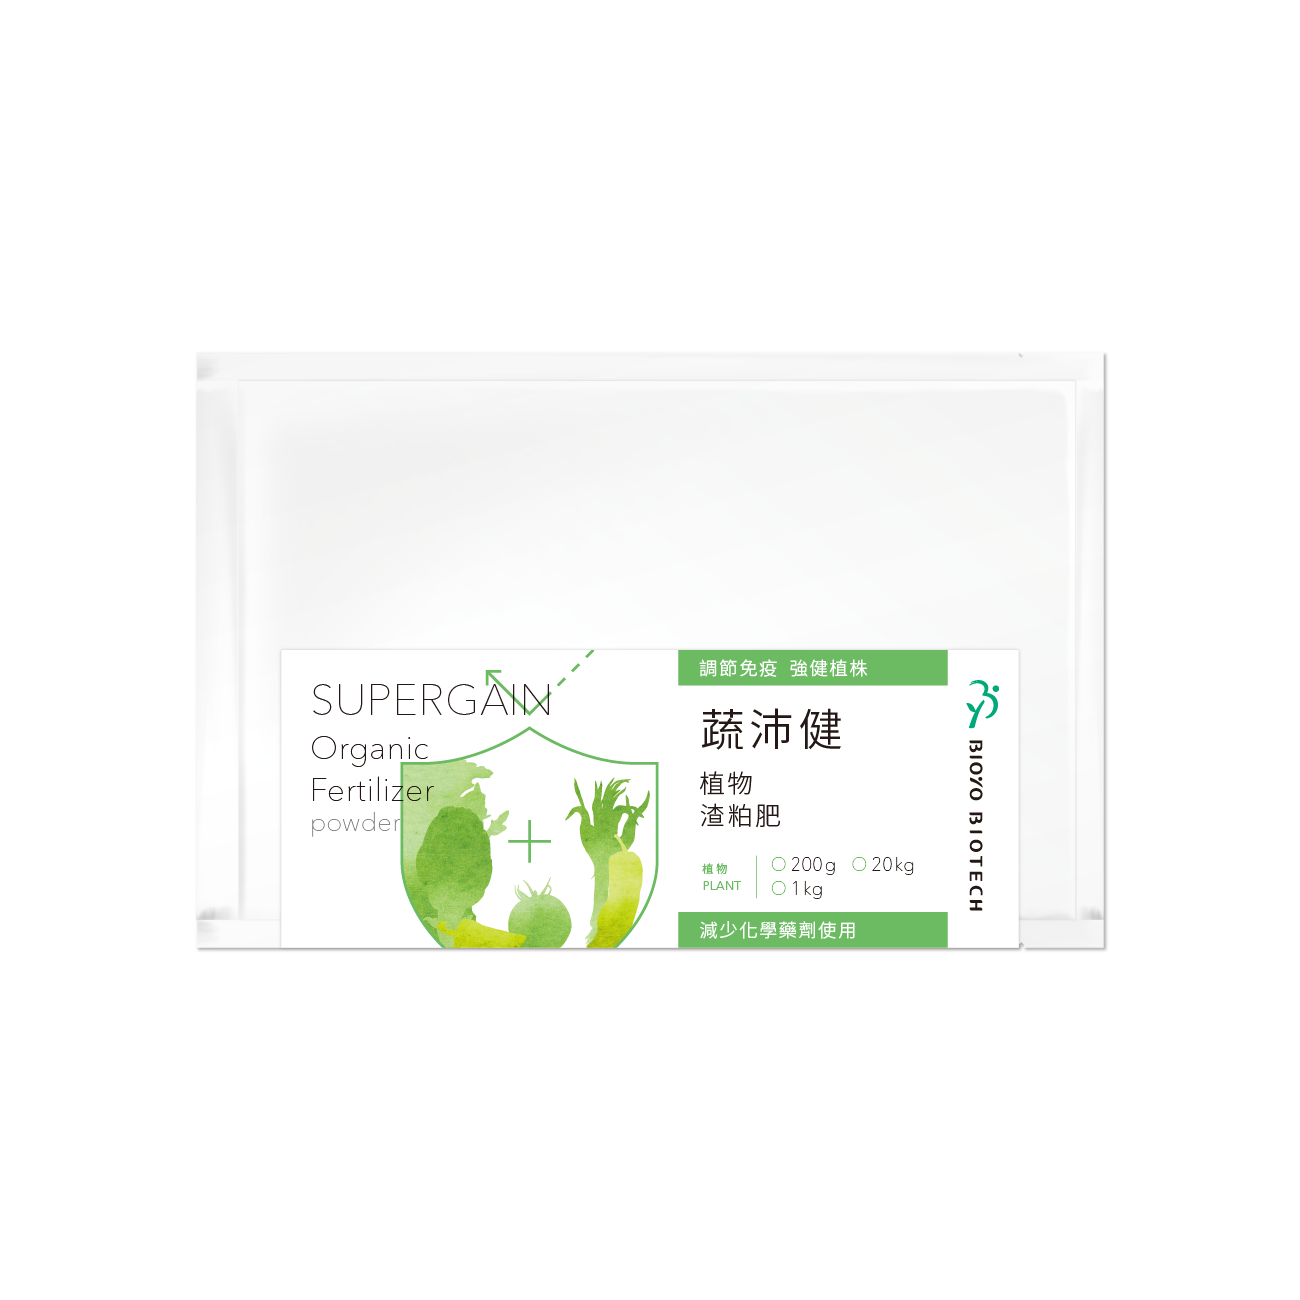 SUPERGAIN
Organic
Fertilizer
powder
調節免疫 強健植株
蔬沛健
植物
渣粕肥
植物
PLANT
200g 20kg
1kg
減少化學藥劑使用
BIOYO BIOTECH